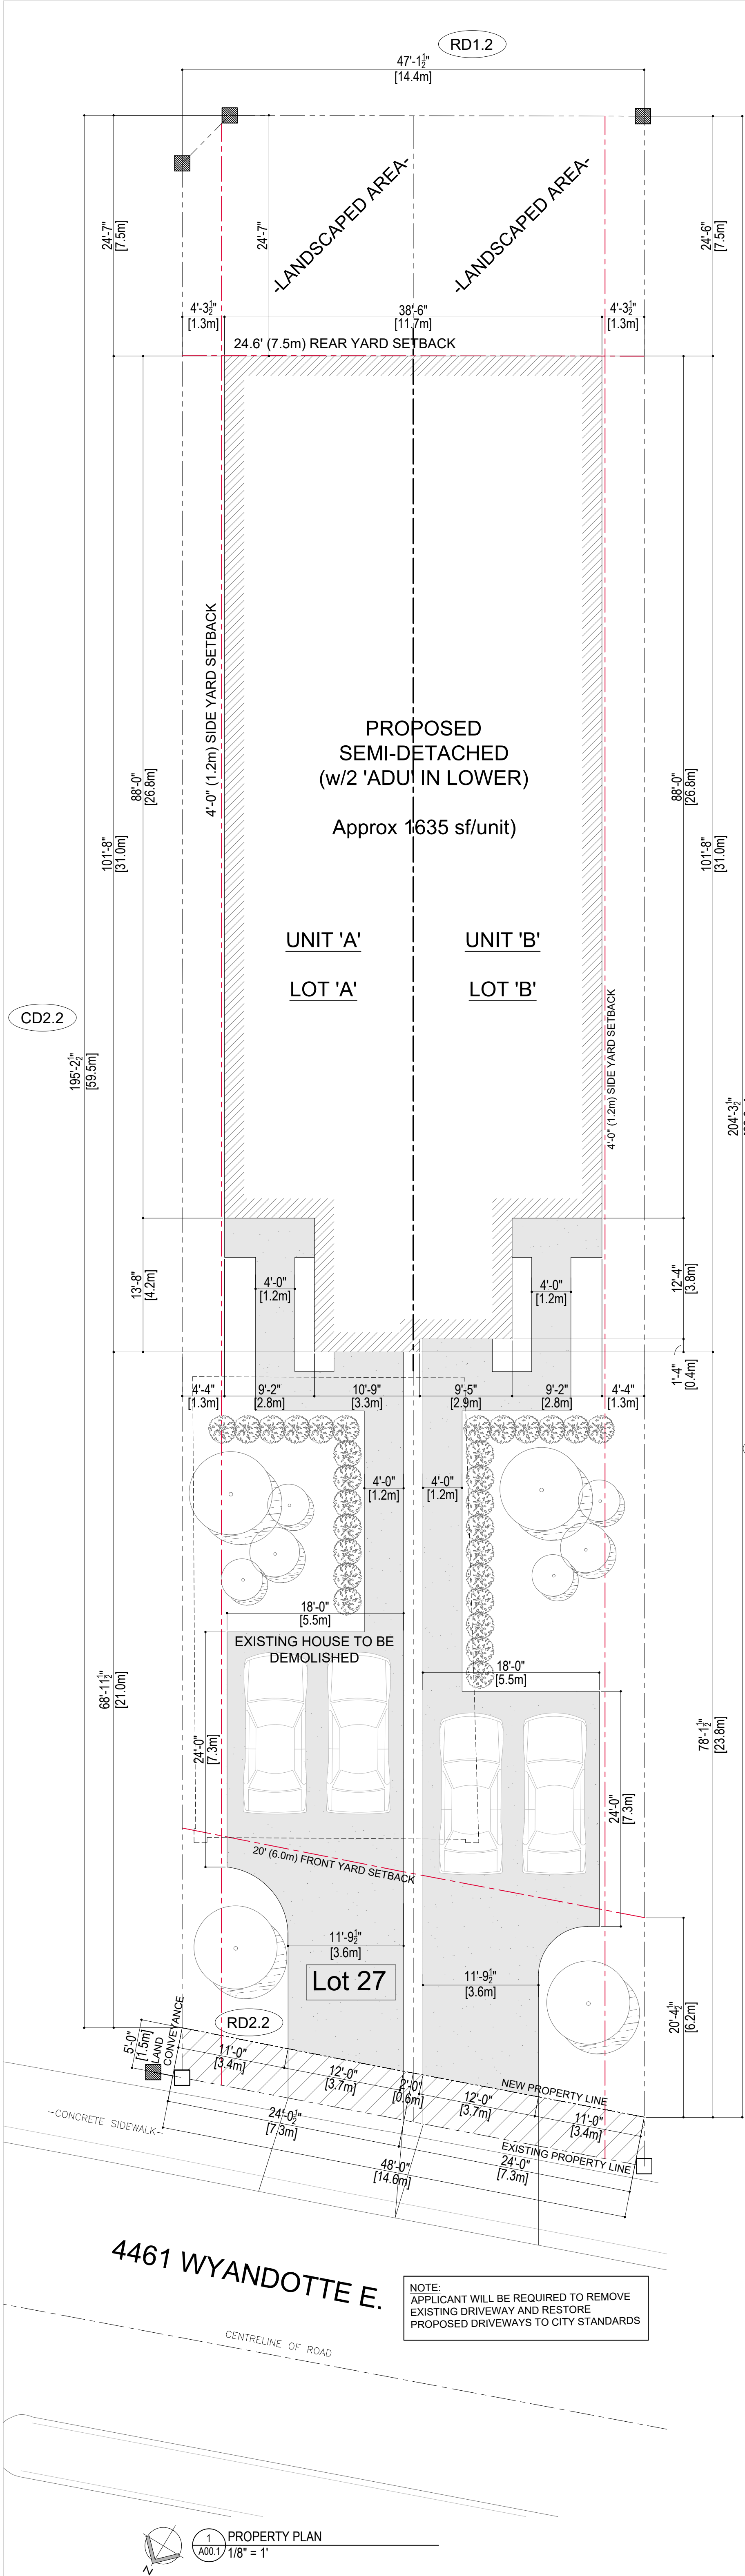 RD1.2
47'-1½"
[14.4m]
24'-7"
[7.5m]
24'-7"
-LANDSCAPED AREA-
-LANDSCAPED AREA-
24'-6"
[7.5m]
4'-3½"
[1.3m]
38'-6"
[11.7m]
4'-3½"
[1.3m]
24.6' (7.5m) REAR YARD SETBACK
4'-0" (1.2m) SIDE YARD SETBACK
PROPOSED
SEMI-DETACHED
(w/2 'ADU' IN LOWER)
Approx 1635 sf/unit)
88'-0"
[26.8m]
101'-8"
[31.0m]
88'-0"
[26.8m]
101'-8"
[31.0m]
UNIT 'A'
UNIT 'B'
LOT 'A'
LOT 'B'
CD2.2
195'-2½"
[59.5m]
4'-0" (1.2m) SIDE YARD SETBACK
204'-3½"
13'-8"
[4.2m]
4'-0"
[1.2m]
4'-0"
[1.2m]
12'-4"
[3.8m]
1'-4"
[0.4m]
4'-4"
[1.3m]
9'-2"
[2.8m]
10'-9"
[3.3m]
9'-5"
[2.9m]
9'-2"
[2.8m]
4'-4"
[1.3m]
4'-0"
[1.2m]
4'-0"
[1.2m]
18'-0"
[5.5m]
EXISTING HOUSE TO BE
DEMOLISHED
18'-0"
[5.5m]
68'-11½"
[21.0m]
24'-0"
[7.3m]
78'-1½"
[23.8m]
24'-0"
[7.3m]
20' (6.0m) FRONT YARD SETBACK
11'-9½"
[3.6m]
Lot 27
11'-9½"
[3.6m]
20'-4½"
[6.2m]
RD2.2
5'-0"
[1.5m]
LAND
CONVEYANCE
11'-0"
[3.4m]
12'-0"
[3.7m]
2'-0"
[0.6m]
12'-0"
[3.7m]
11'-0"
[3.4m]
NEW PROPERTY LINE
EXISTING PROPERTY LINE
24'-0½"
[7.3m]
24'-0"
[7.3m]
48'-0"
[14.6m]
-CONCRETE SIDEWALK-
4461 WYANDOTTE E.
NOTE:
APPLICANT WILL BE REQUIRED TO REMOVE
EXISTING DRIVEWAY AND RESTORE
PROPOSED DRIVEWAYS TO CITY STANDARDS
CENTRELINE OF ROAD
N
1
A00.1
PROPERTY PLAN
1/8" = 1'